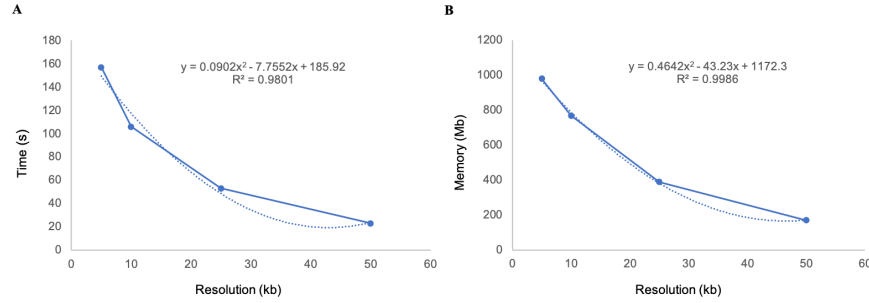 A
y = 0.0902x² - 7.7552x + 185.92
R² = 0.9801
Time (s)
180
160
140
120
100
80
60
40
20
0
0 10 20 30 40 50 60
Resolution (kb)
B
y = 0.4642x² - 43.23x + 1172.3
R² = 0.9986
Memory (Mb)
1200
1000
800
600
400
200
0
0 10 20 30 40 50 60
Resolution (kb)